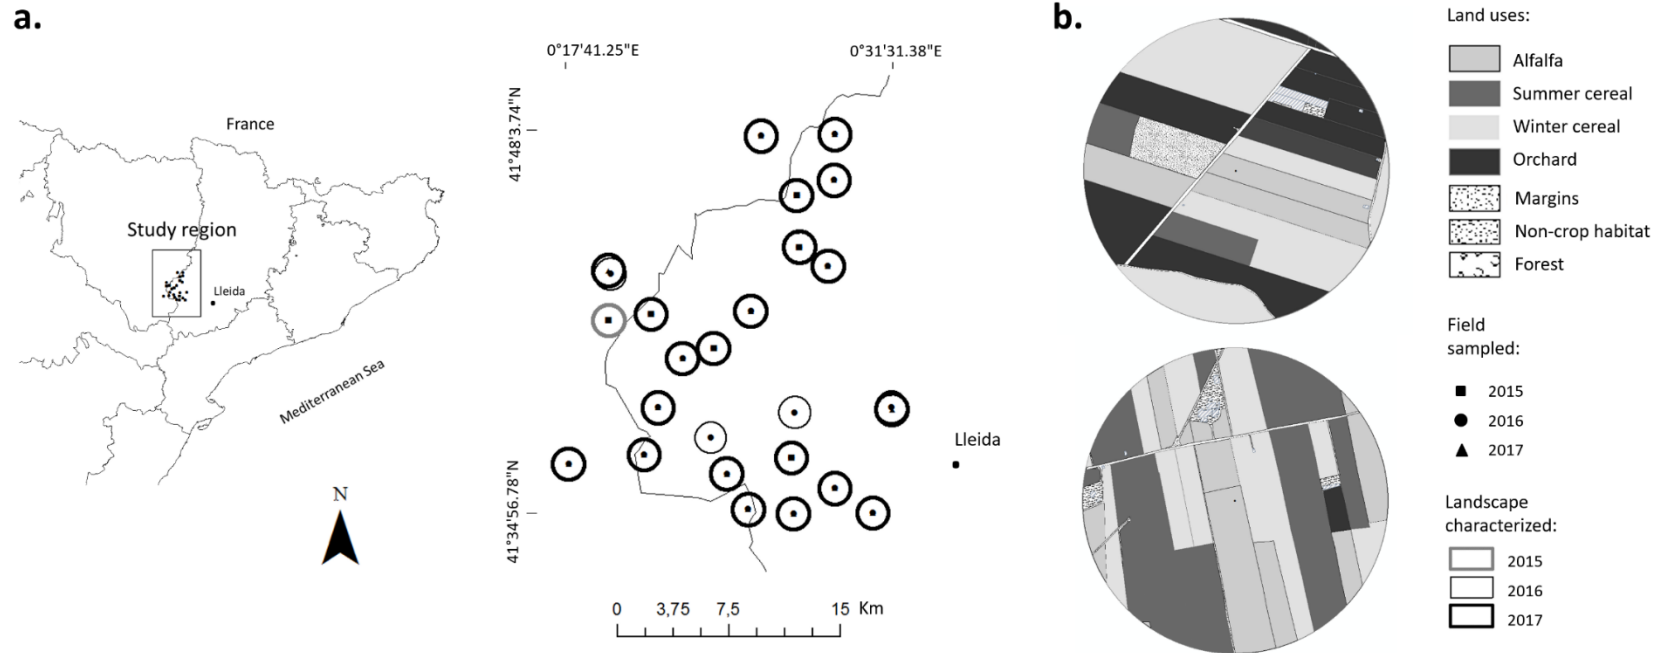 a.
France
Study region
Lleida
Mediterranean Sea
N
0°17'41.25"E
0°31'31.38"E
41°48'3.74"N
41°34'56.78"N
Lleida
0 3,75 7,5 15 Km
b.
Land uses:
Alfalfa
Summer cereal
Winter cereal
Orchard
Margins
Non-crop habitat
Forest
Field
sampled:
2015
2016
2017
Landscape
characterized:
2015
2016
2017